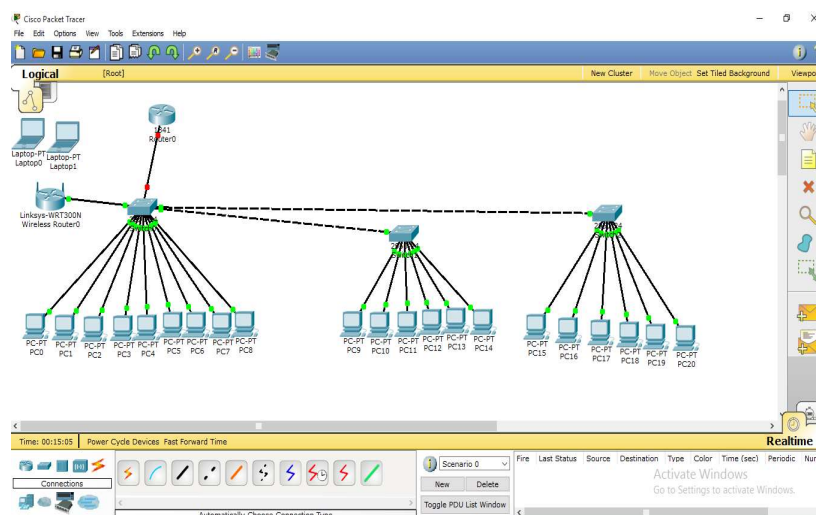 Cisco Packet Tracer
File Edit Options View Tools Extensions Help
Logical [Root] New Cluster Move Object Set Tiled Background Viewpo
1841
Router0
Laptop-PT
Laptop0
Laptop-PT
Laptop1
Linksys-WRT300N
Wireless Router0
PC-PT
PC0
PC-PT
PC1
PC-PT
PC2
PC-PT
PC3
PC-PT
PC4
PC-PT
PC5
PC-PT
PC6
PC-PT
PC7
PC-PT
PC8
PC-PT
PC9
PC-PT
PC10
PC-PT
PC11
PC-PT
PC12
PC-PT
PC13
PC-PT
PC14
PC-PT
PC15
PC-PT
PC16
PC-PT
PC17
PC-PT
PC18
PC-PT
PC19
PC-PT
PC20
Time: 00:15:05 Power Cycle Devices Fast Forward Time Realtime
Connections
Automatically Choose Connection Type
Scenario 0
New Delete
Toggle PDU List Window
Fire Last Status Source Destination Type Color Time (sec) Periodic Nur
Activate Windows
Go to Settings to activate Windows.